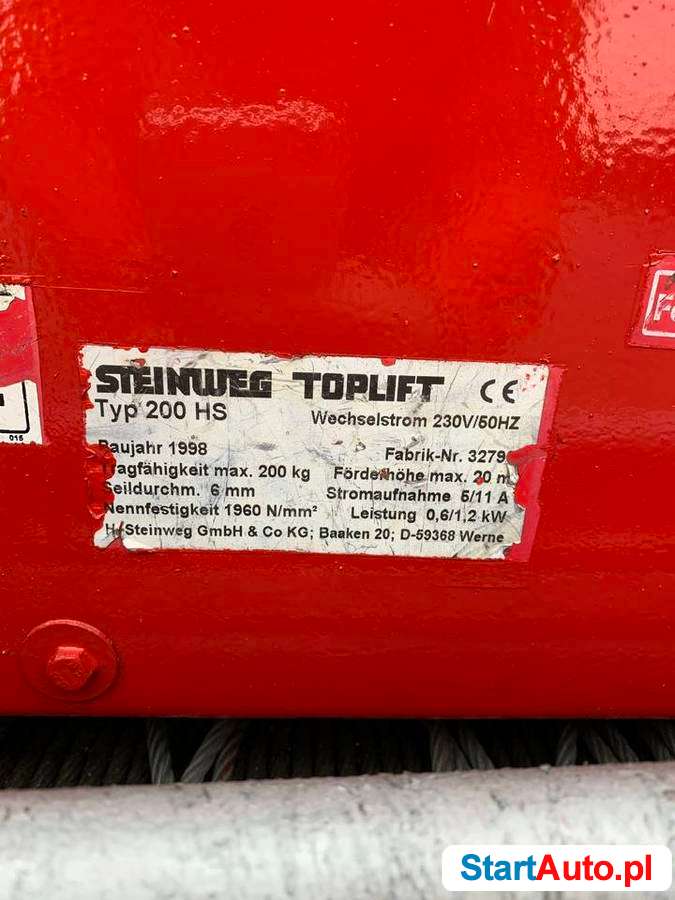 STEINWEG TOPLIFT CE
Typ 200 HS Wechselstrom 230V/50HZ
Baujahr 1998 Fabrik-Nr. 3279
Tragfähigkeit max. 200 kg Förderhöhe max. 20 m
Seildurchm. 6 mm Stromaufnahme 5/11 A
Nennfestigkeit 1960 N/mm² Leistung 0,6/1,2 kW
H. Steinweg GmbH & Co KG; Baaken 20; D-59368 Werne
015
StartAuto.pl